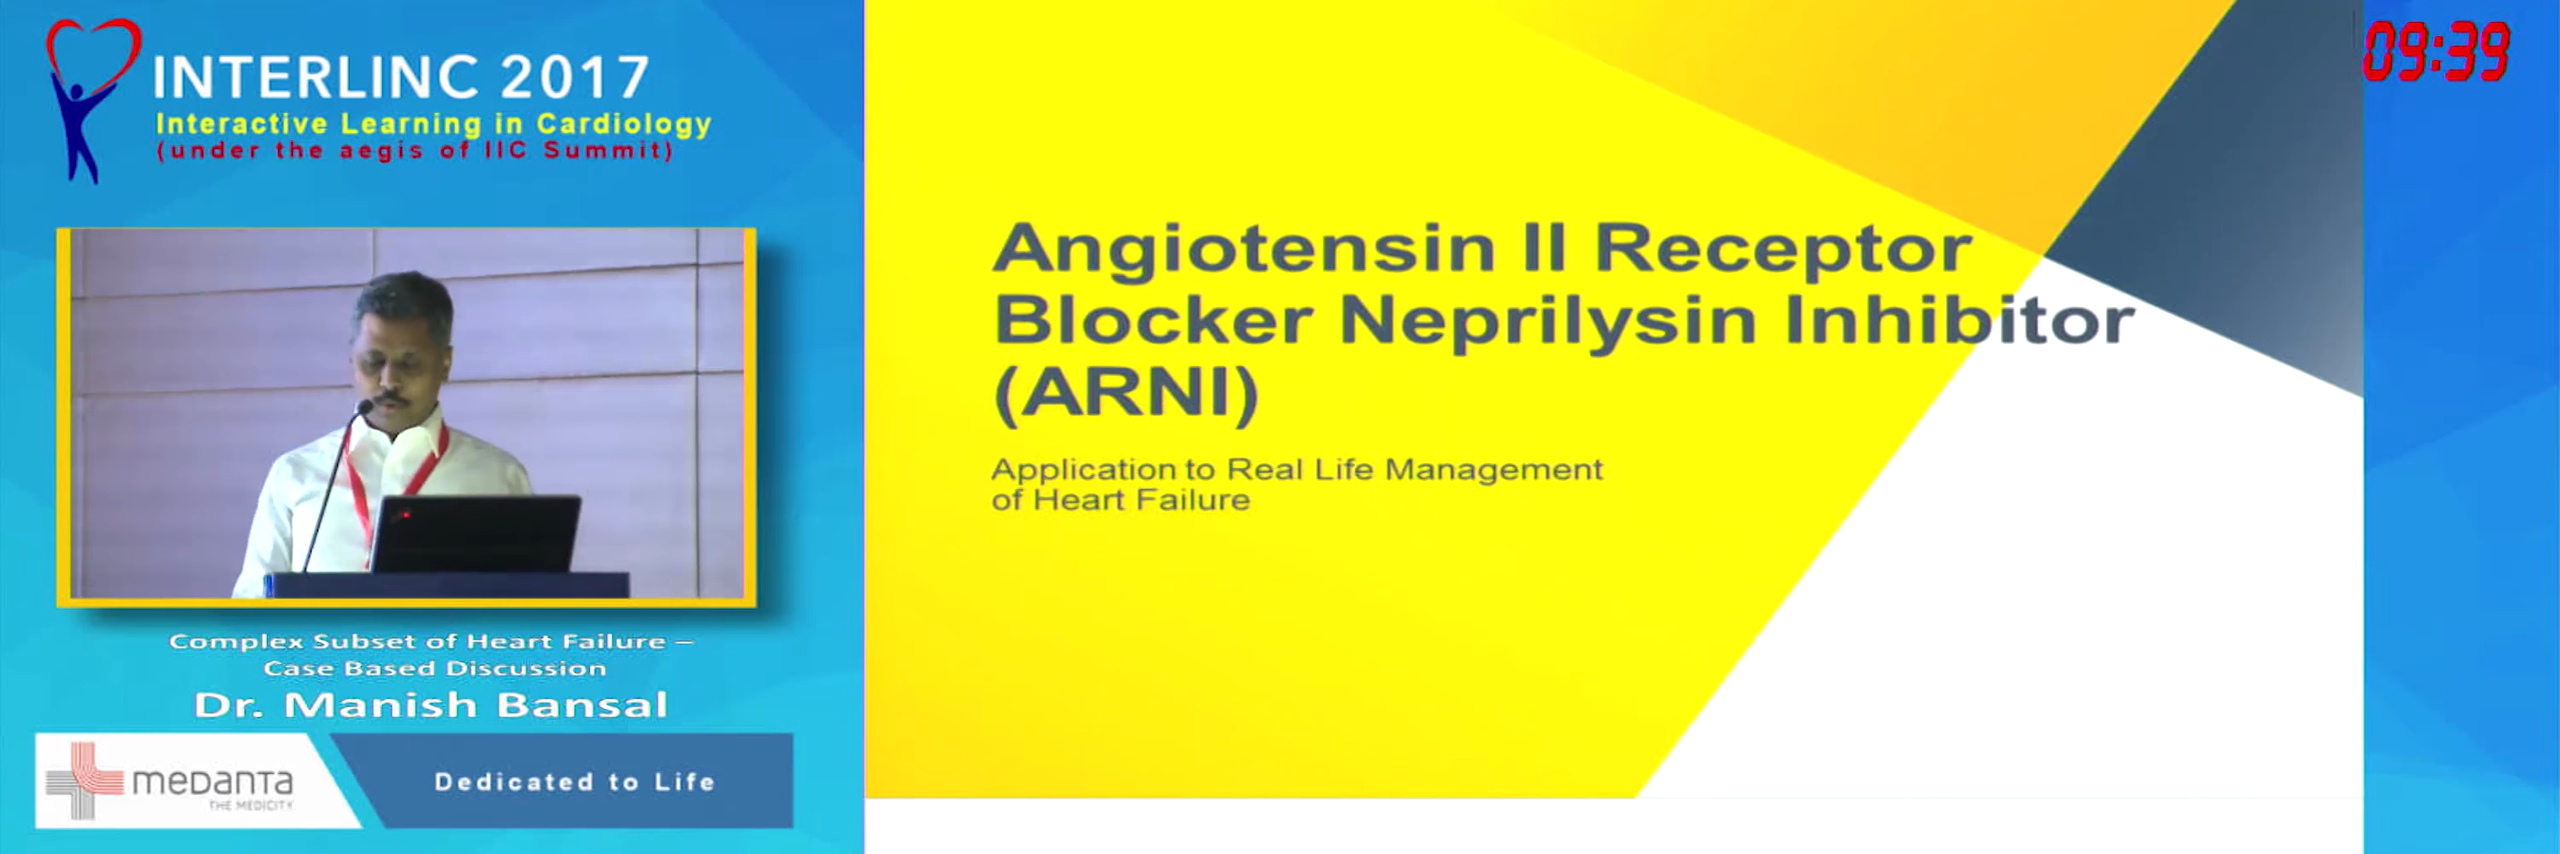 INTERLINC 2017
Interactive Learning in Cardiology
(under the aegis of IIC Summit)
Complex Subset of Heart Failure –
Case Based Discussion
Dr. Manish Bansal
meDanTa
THE MEDICITY
Dedicated to Life
Angiotensin II Receptor
Blocker Neprilysin Inhibitor
(ARNI)
Application to Real Life Management
of Heart Failure
09:39